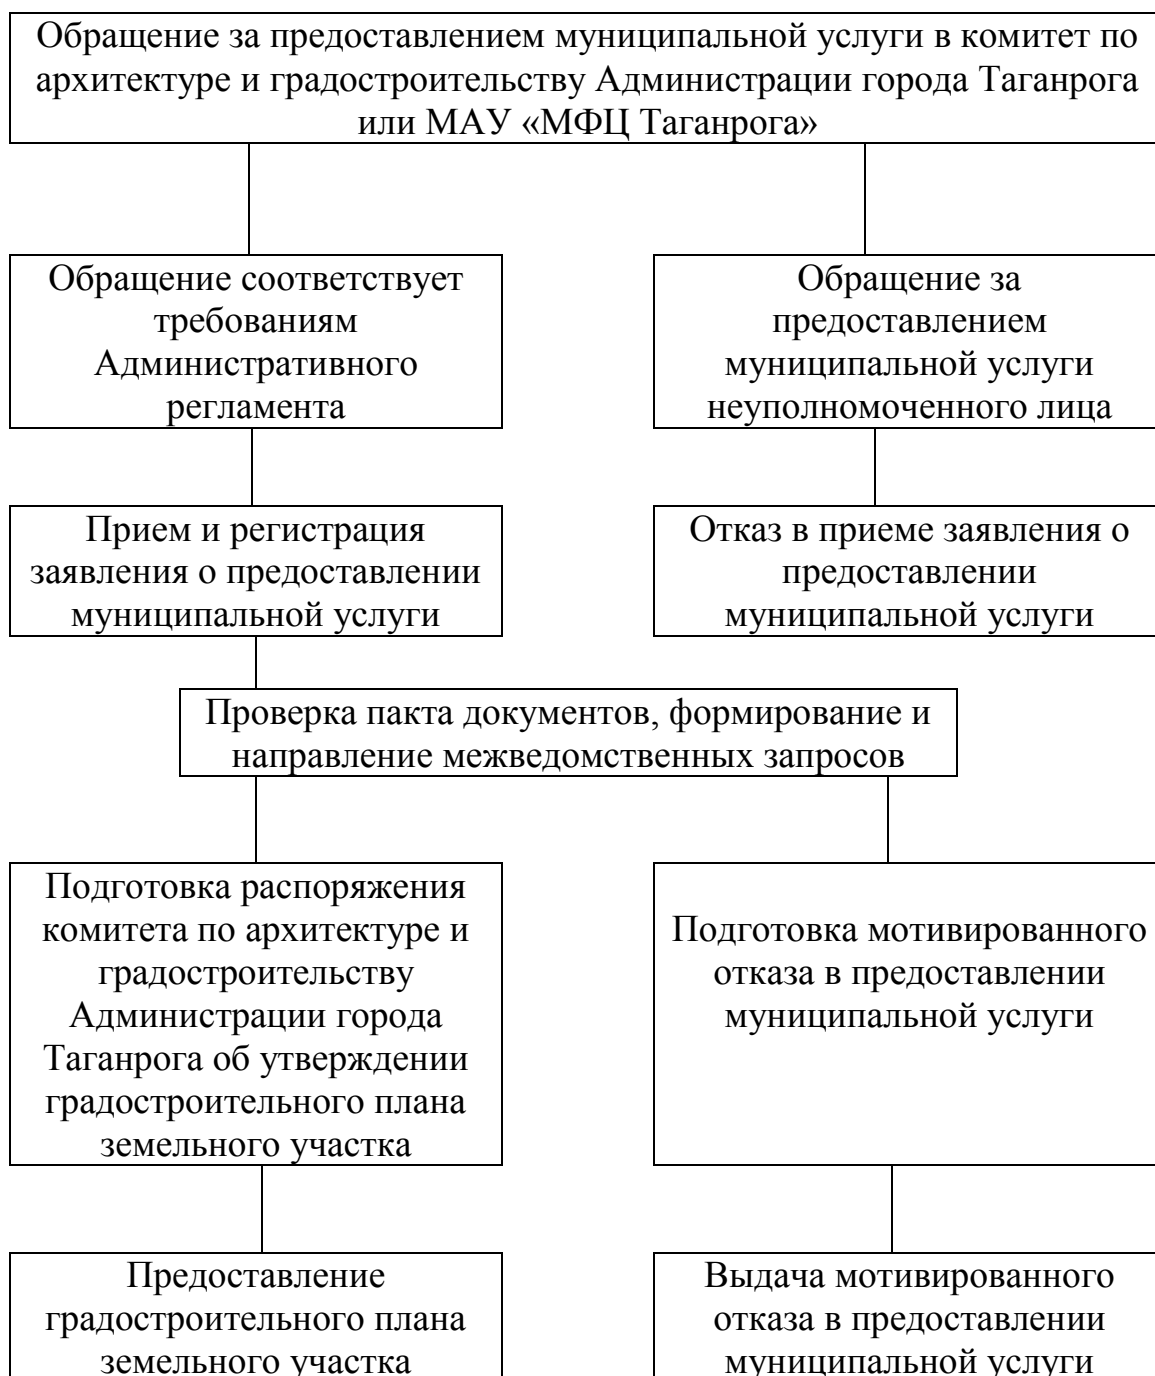 Обращение за предоставлением муниципальной услуги в комитет по
архитектуре и градостроительству Администрации города Таганрога
или МАУ «МФЦ Таганрога»
Обращение соответствует
требованиям
Административного
регламента
Обращение за
предоставлением
муниципальной услуги
неуполномоченного лица
Прием и регистрация
заявления о предоставлении
муниципальной услуги
Отказ в приеме заявления о
предоставлении
муниципальной услуги
Проверка пакта документов, формирование и
направление межведомственных запросов
Подготовка распоряжения
комитета по архитектуре и
градостроительству
Администрации города
Таганрога об утверждении
градостроительного плана
земельного участка
Подготовка мотивированного
отказа в предоставлении
муниципальной услуги
Предоставление
градостроительного плана
земельного участка
Выдача мотивированного
отказа в предоставлении
муниципальной услуги